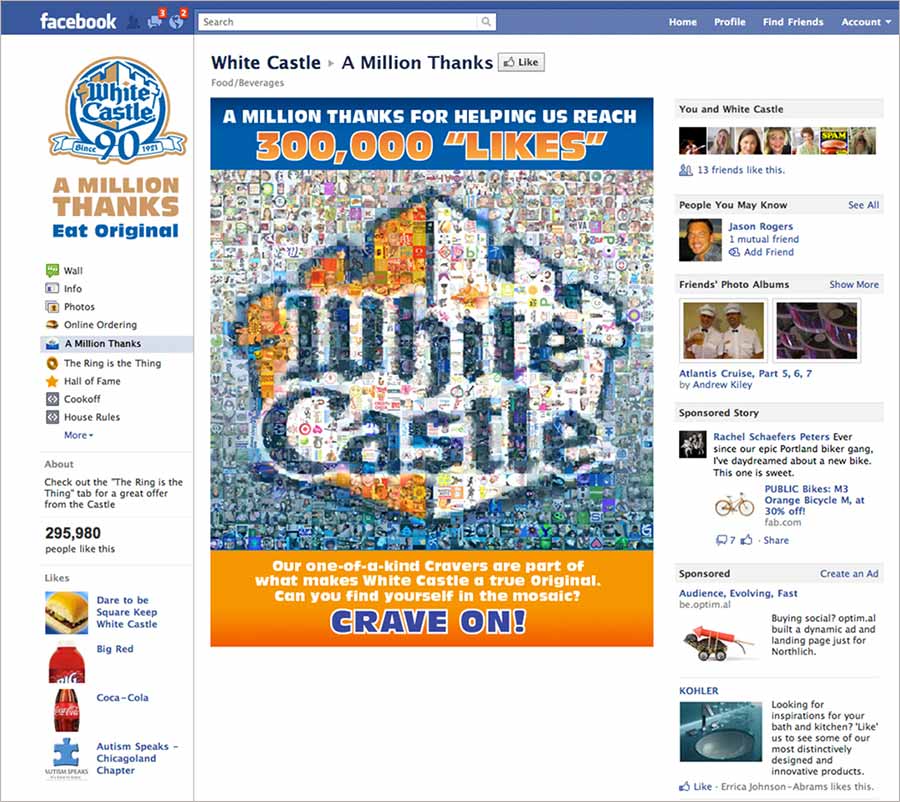 facebook
3
2
Search
Home Profile Find Friends Account
White Castle
Since 90 1921
A MILLION
THANKS
Eat Original
Wall
Info
Photos
Online Ordering
A Million Thanks
The Ring is the Thing
Hall of Fame
Cookoff
House Rules
More
About
Check out the "The Ring is the
Thing" tab for a great offer
from the Castle
295,980
people like this
Likes
Dare to be
Square Keep
White Castle
Big Red
BIG
Coca-Cola
Coca-Cola
Autism Speaks -
Chicagoland
Chapter
AUTISM SPEAKS
White Castle ▸ A Million Thanks Like
Food/Beverages
A MILLION THANKS FOR HELPING US REACH
300,000 "LIKES"
White
Castle
Our one-of-a-kind Cravers are part of
what makes White Castle a true Original.
Can you find yourself in the mosaic?
CRAVE ON!
You and White Castle
SPAM
13 friends like this.
People You May Know See All
Jason Rogers
1 mutual friend
Add Friend
Friends' Photo Albums Show More
Atlantis Cruise, Part 5, 6, 7
by Andrew Kiley
Sponsored Story
Rachel Schaefers Peters Ever
since our epic Portland biker gang,
I've daydreamed about a new bike.
This one is sweet.
PUBLIC Bikes: M3
Orange Bicycle M, at
30% off!
fab.com
7 · Share
Sponsored Create an Ad
Audience, Evolving, Fast
be.optim.al
Buying social? optim.al
built a dynamic ad and
landing page just for
Northlich.
KOHLER
Looking for
inspirations for your
bath and kitchen? 'Like'
us to see some of our
most distinctively
designed and
innovative products.
Like · Errica Johnson-Abrams likes this.